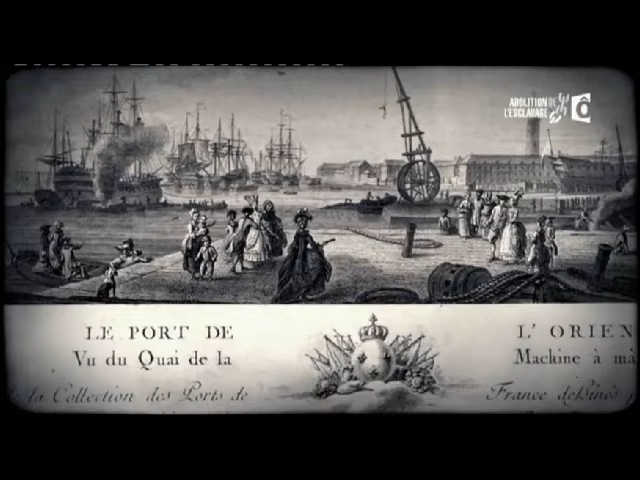 ABOLITION DE
L'ESCLAVAGE
Ô
LE PORT DE L'ORIEN
Vu du Quai de la Machine à mâ
de la Collection des Ports de France deßinés